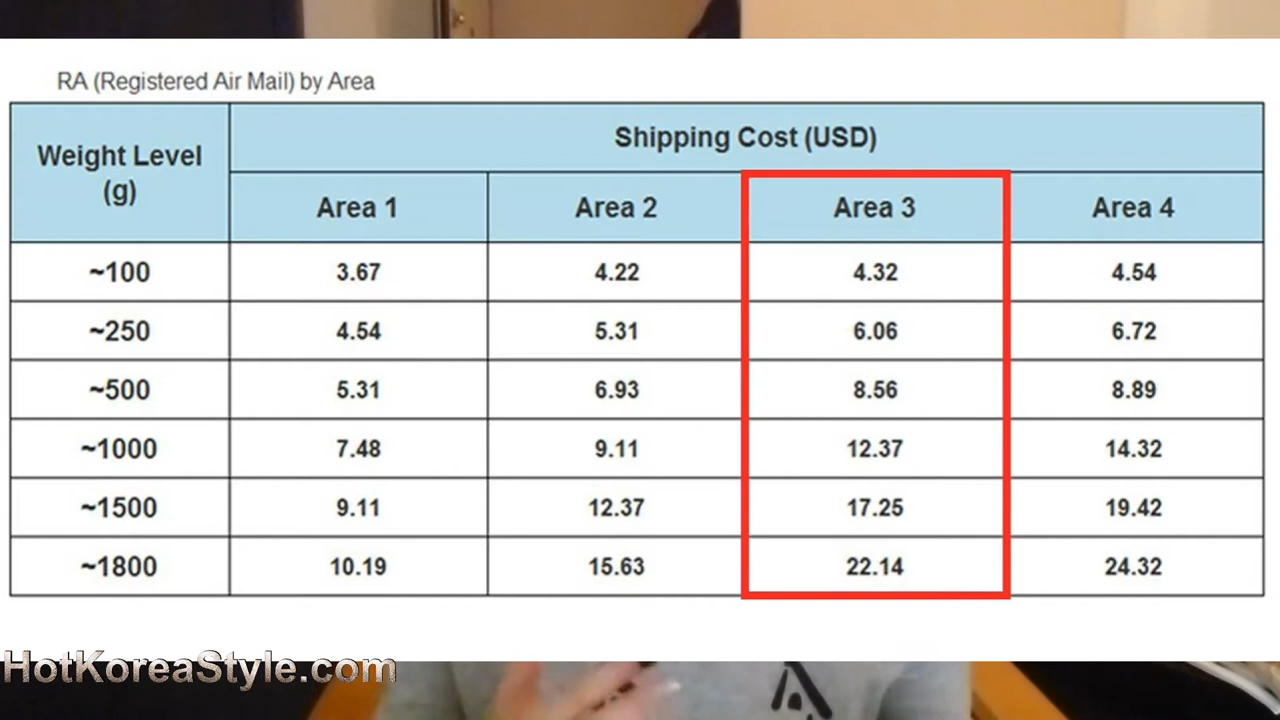 RA (Registered Air Mail) by Area
Weight Level
(g)
Shipping Cost (USD)
Area 1 Area 2 Area 3 Area 4
~100 3.67 4.22 4.32 4.54
~250 4.54 5.31 6.06 6.72
~500 5.31 6.93 8.56 8.89
~1000 7.48 9.11 12.37 14.32
~1500 9.11 12.37 17.25 19.42
~1800 10.19 15.63 22.14 24.32
HotKoreaStyle.com